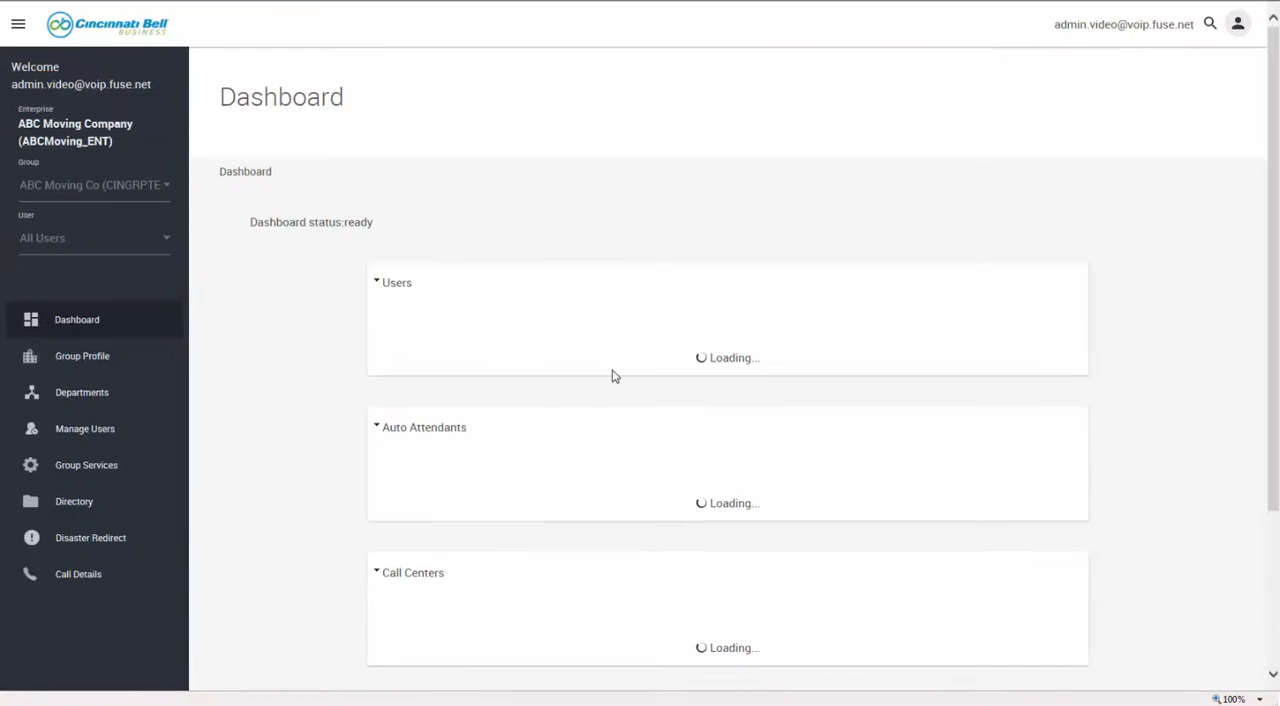 Cincinnati Bell
BUSINESS
admin.video@voip.fuse.net
Welcome
admin.video@voip.fuse.net
Enterprise
ABC Moving Company
(ABCMoving_ENT)
Group
ABC Moving Co (CINGRPTE
User
All Users
Dashboard
Group Profile
Departments
Manage Users
Group Services
Directory
Disaster Redirect
Call Details
Dashboard
Dashboard
Dashboard status:ready
Users
Loading...
Auto Attendants
Loading...
Call Centers
Loading...
100%